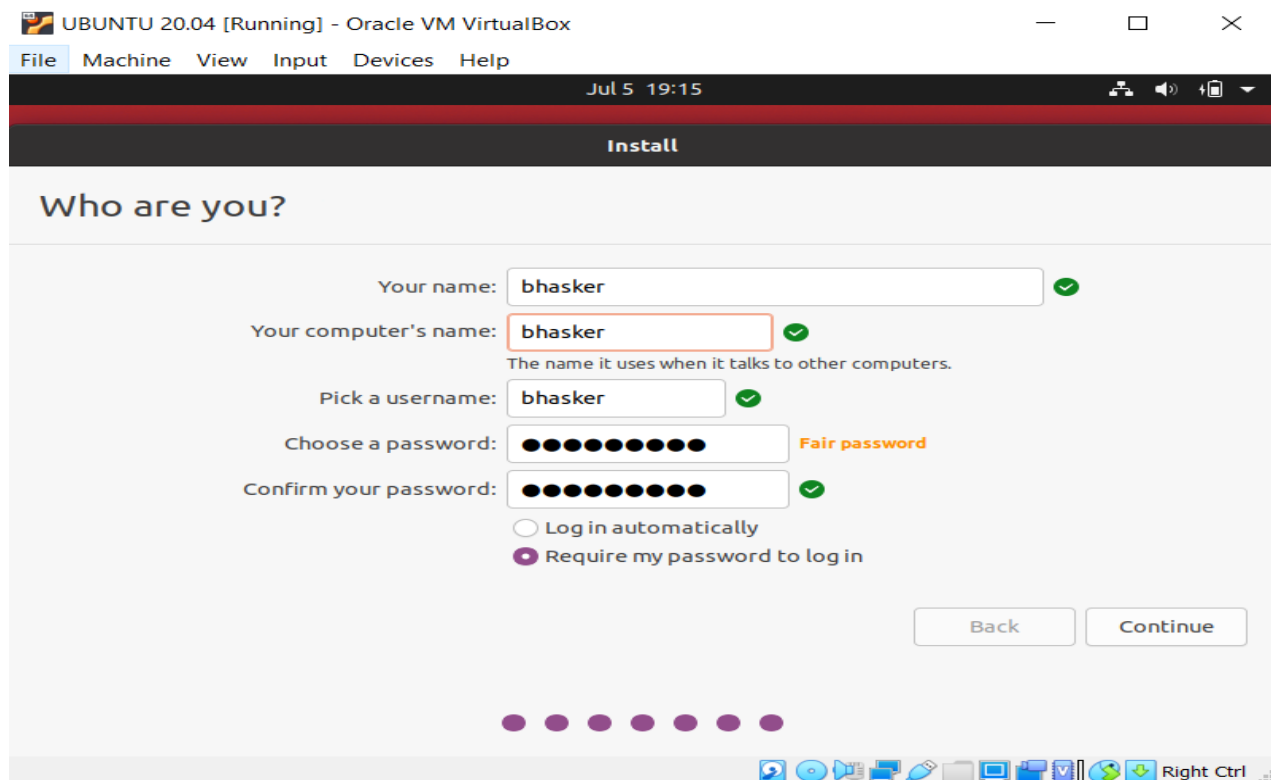 UBUNTU 20.04 [Running] - Oracle VM VirtualBox
File Machine View Input Devices Help
Jul 5 19:15
Install
Who are you?
Your name: bhasker
Your computer's name: bhasker
The name it uses when it talks to other computers.
Pick a username: bhasker
Choose a password: ●●●●●●●●● Fair password
Confirm your password: ●●●●●●●●●
Log in automatically
Require my password to log in
Back Continue
Right Ctrl